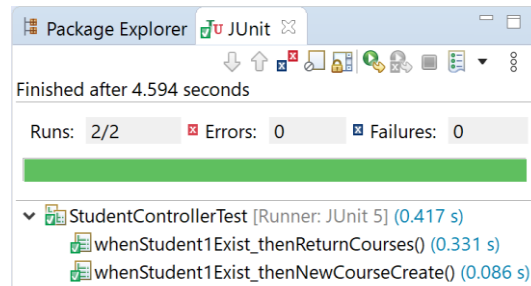 Package Explorer JUnit
Finished after 4.594 seconds
Runs: 2/2 Errors: 0 Failures: 0
StudentControllerTest [Runner: JUnit 5] (0.417 s)
whenStudent1Exist_thenReturnCourses() (0.331 s)
whenStudent1Exist_thenNewCourseCreate() (0.086 s)